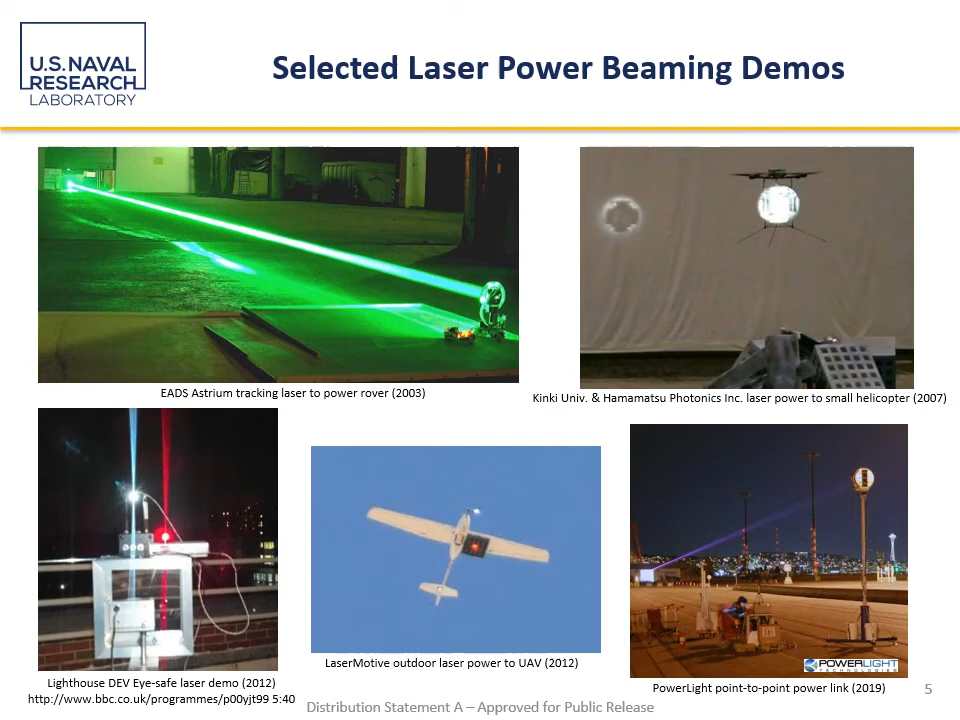 U.S. NAVAL
RESEARCH
LABORATORY
Selected Laser Power Beaming Demos
EADS Astrium tracking laser to power rover (2003)
Kinki Univ. & Hamamatsu Photonics Inc. laser power to small helicopter (2007)
Lighthouse DEV Eye-safe laser demo (2012)
http://www.bbc.co.uk/programmes/p00yjt99 5:40
LaserMotive outdoor laser power to UAV (2012)
POWERLIGHT
TECHNOLOGIES
PowerLight point-to-point power link (2019)
Distribution Statement A – Approved for Public Release
5